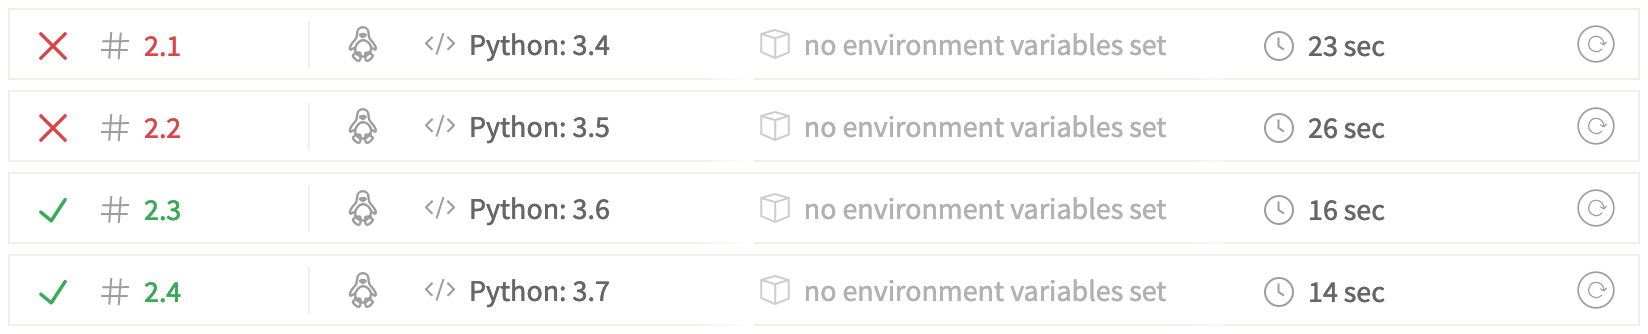 # 2.1 </> Python: 3.4 no environment variables set 23 sec
# 2.2 </> Python: 3.5 no environment variables set 26 sec
# 2.3 </> Python: 3.6 no environment variables set 16 sec
# 2.4 </> Python: 3.7 no environment variables set 14 sec